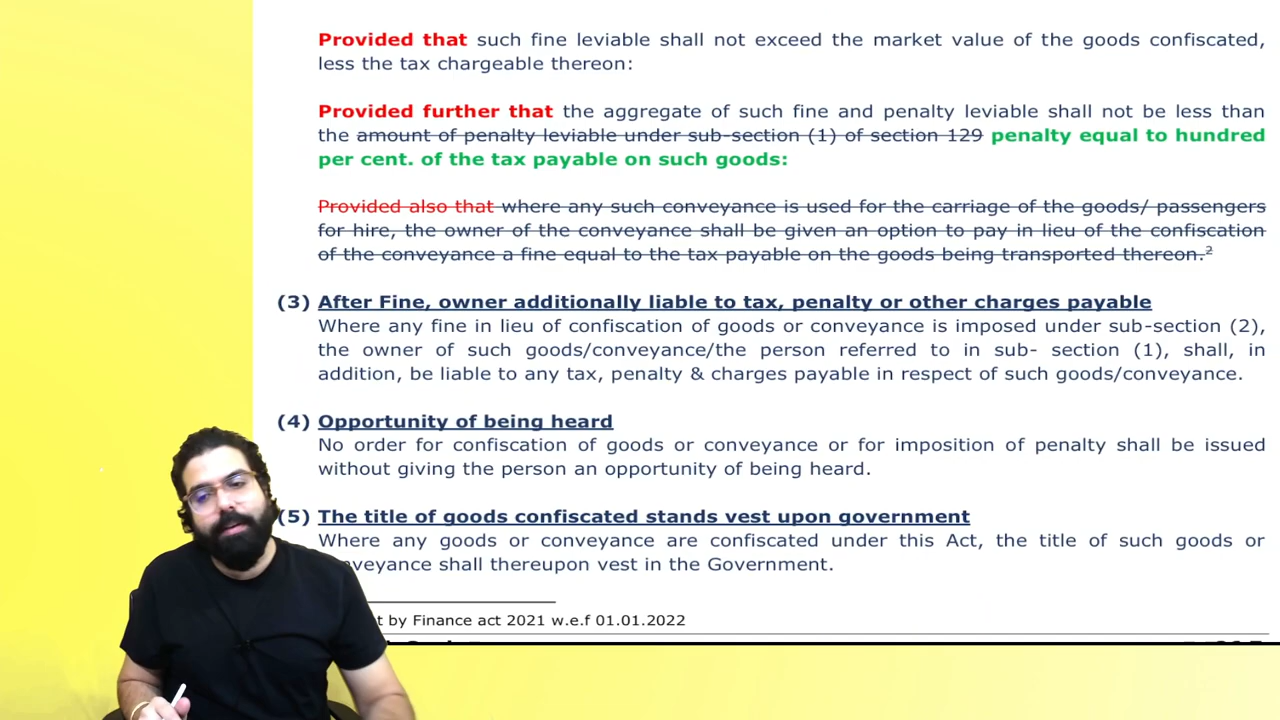 Provided that such fine leviable shall not exceed the market value of the goods confiscated,
less the tax chargeable thereon:
Provided further that the aggregate of such fine and penalty leviable shall not be less than
the amount of penalty leviable under sub-section (1) of section 129 penalty equal to hundred
per cent. of the tax payable on such goods:
Provided also that where any such conveyance is used for the carriage of the goods/ passengers
for hire, the owner of the conveyance shall be given an option to pay in lieu of the confiscation
of the conveyance a fine equal to the tax payable on the goods being transported thereon.2
(3) After Fine, owner additionally liable to tax, penalty or other charges payable
Where any fine in lieu of confiscation of goods or conveyance is imposed under sub-section (2),
the owner of such goods/conveyance/the person referred to in sub- section (1), shall, in
addition, be liable to any tax, penalty & charges payable in respect of such goods/conveyance.
(4) Opportunity of being heard
No order for confiscation of goods or conveyance or for imposition of penalty shall be issued
without giving the person an opportunity of being heard.
(5) The title of goods confiscated stands vest upon government
Where any goods or conveyance are confiscated under this Act, the title of such goods or
veyance shall thereupon vest in the Government.
t by Finance act 2021 w.e.f 01.01.2022